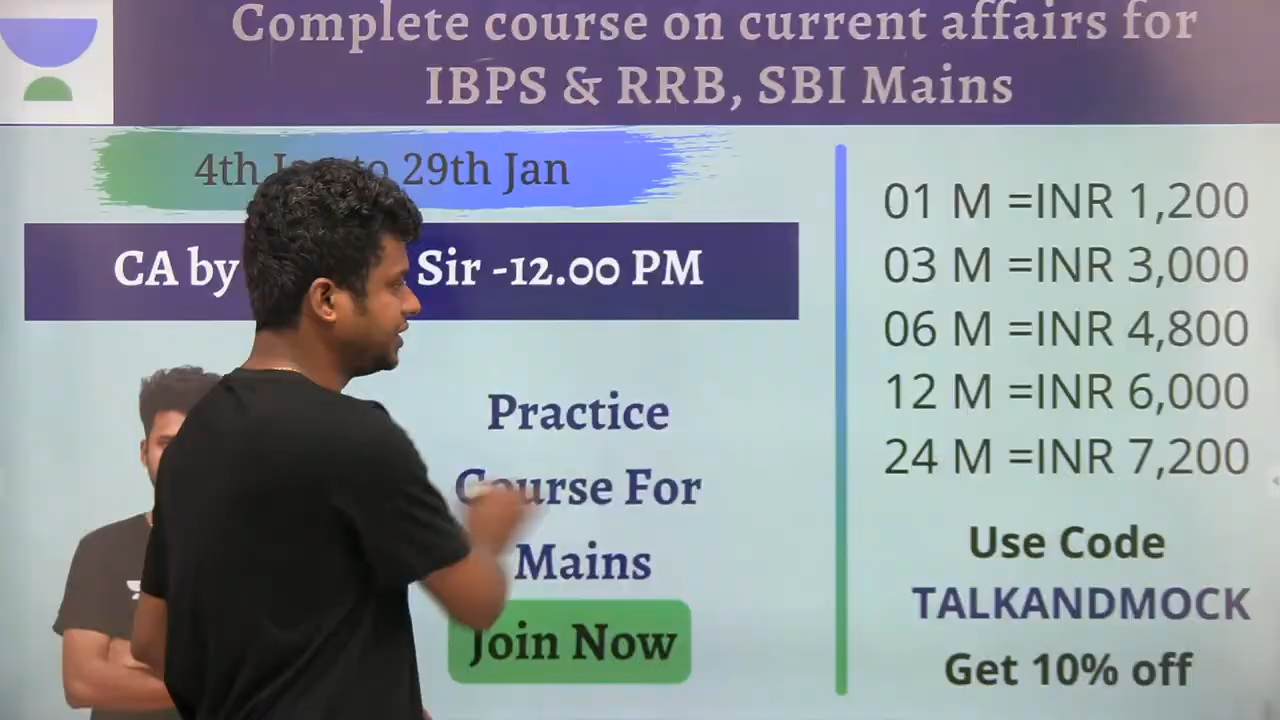 Complete course on current affairs for
IBPS & RRB, SBI Mains
4th Jan to 29th Jan
CA by Sir -12.00 PM
Practice
Course For
Mains
Join Now
01 M =INR 1,200
03 M =INR 3,000
06 M =INR 4,800
12 M =INR 6,000
24 M =INR 7,200
Use Code
TALKANDMOCK
Get 10% off